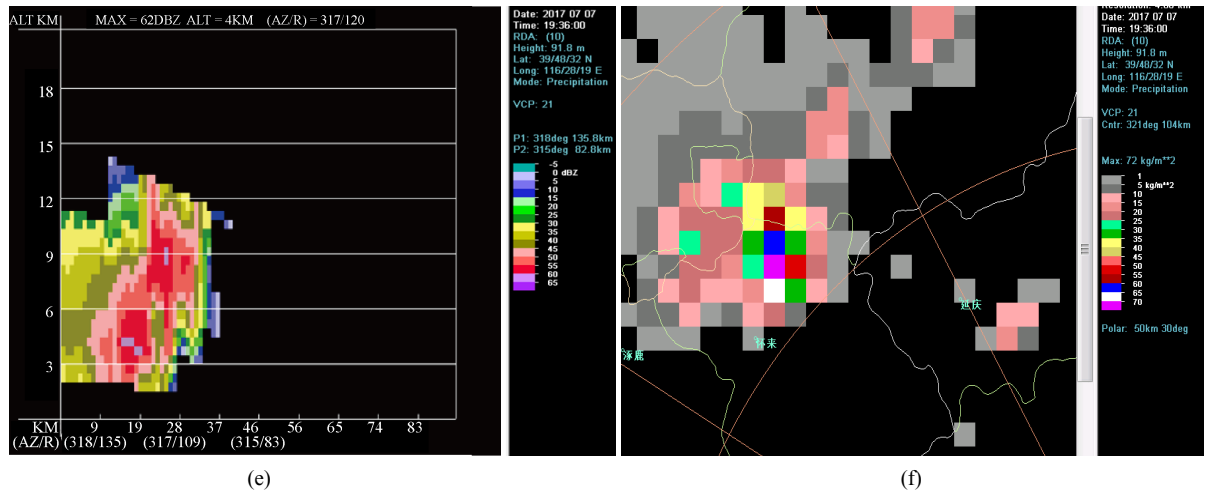 ALT KM MAX = 62DBZ ALT = 4KM (AZ/R) = 317/120
18
15
12
9
6
3
KM 9 19 28 37 46 56 65 74 83
(AZ/R) (318/135) (317/109) (315/83)
Date: 2017 07 07
Time: 19:36:00
RDA: (10)
Height: 91.8 m
Lat: 39/48/32 N
Long: 116/28/19 E
Mode: Precipitation
VCP: 21
P1: 318deg 135.8km
P2: 315deg 82.8km
-5
0 dBZ
5
10
15
20
25
30
35
40
45
50
55
60
65
(e)
延庆
怀来
涿鹿
Date: 2017 07 07
Time: 19:36:00
RDA: (10)
Height: 91.8 m
Lat: 39/48/32 N
Long: 116/28/19 E
Mode: Precipitation
VCP: 21
Cntr: 321deg 104km
Max: 72 kg/m**2
1
5 kg/m**2
10
15
20
25
30
35
40
45
50
55
60
65
70
Polar: 50km 30deg
(f)